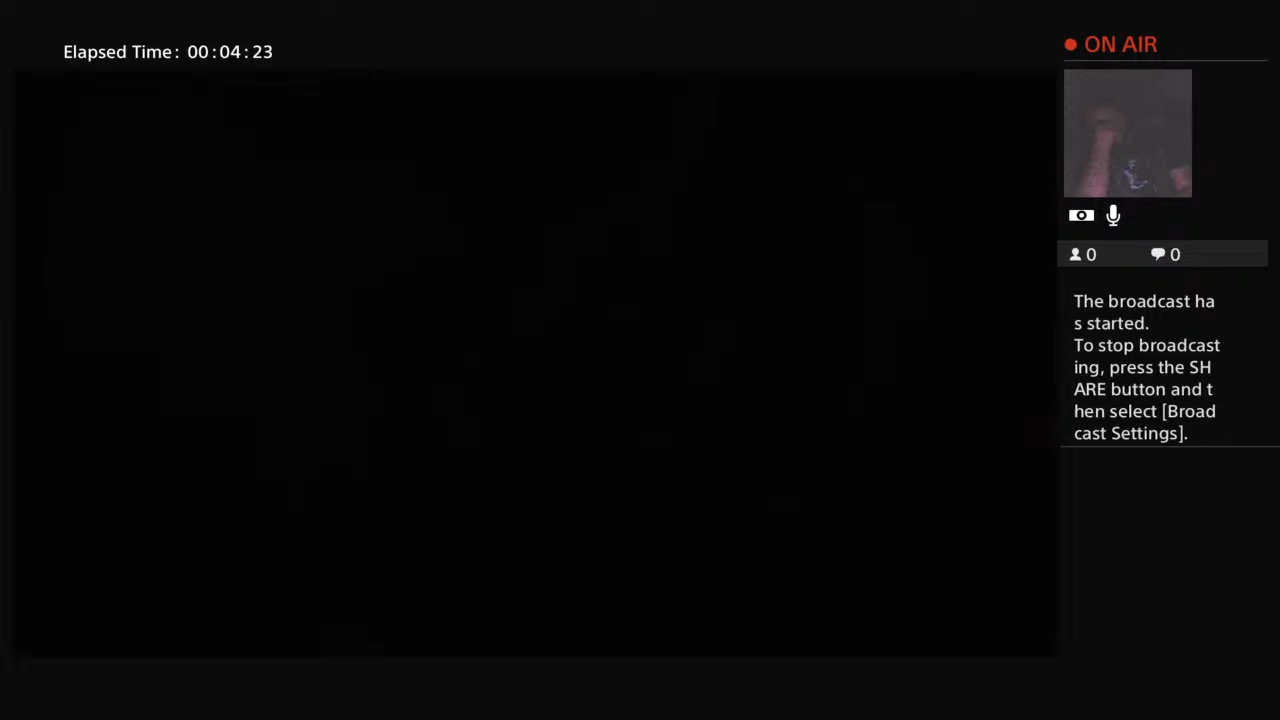 Elapsed Time: 00:04:23
ON AIR
0 0
The broadcast ha
s started.
To stop broadcast
ing, press the SH
ARE button and t
hen select [Broad
cast Settings].